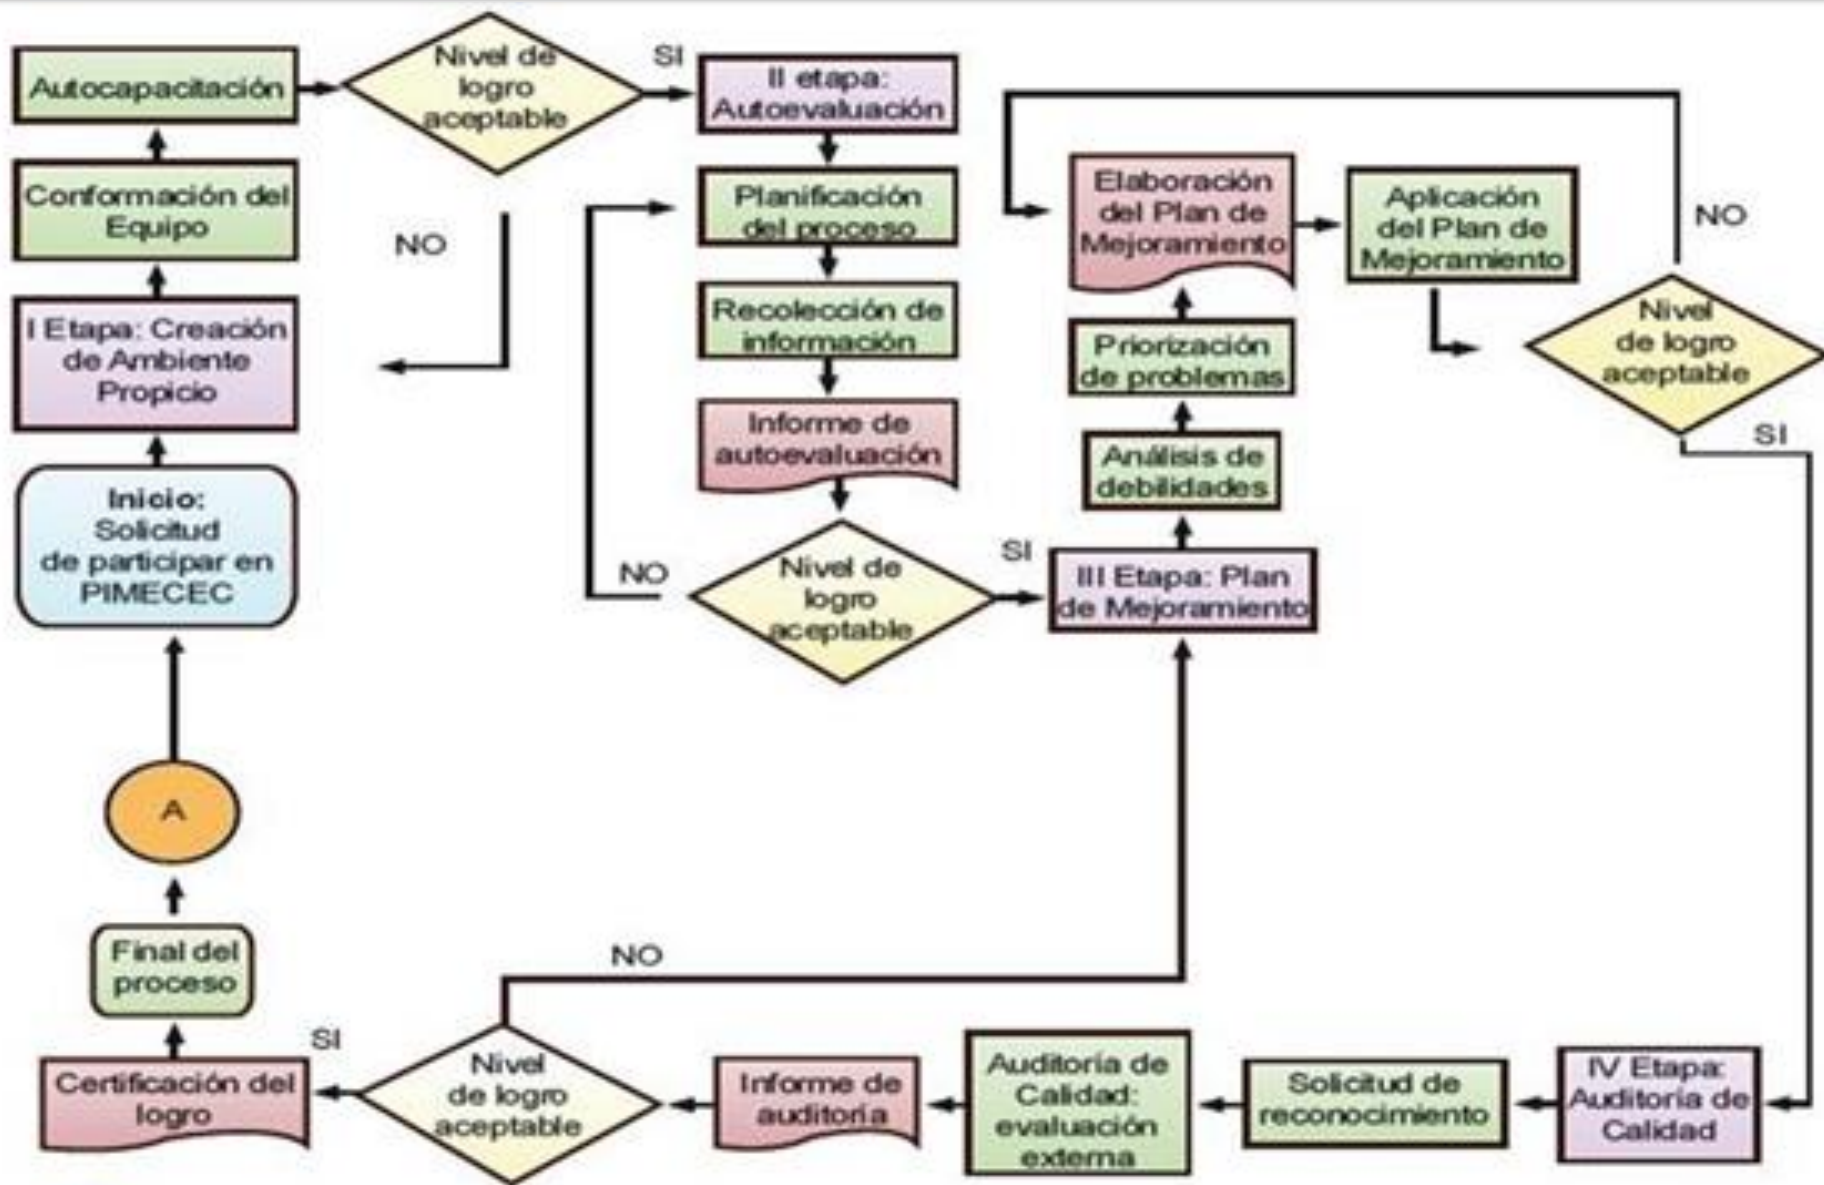 Autocapacitación
Nivel de
logro
aceptable
SI
NO
Conformación del
Equipo
I Etapa: Creación
de Ambiente
Propicio
Inicio:
Solicitud
de participar en
PIMECEC
A
Final del
proceso
Certificación del
logro
II etapa:
Autoevaluación
Planificación
del proceso
Recolección de
información
Informe de
autoevaluación
Nivel de
logro
aceptable
NO
SI
III Etapa: Plan
de Mejoramiento
Análisis de
debilidades
Priorización
de problemas
Elaboración
del Plan de
Mejoramiento
Aplicación
del Plan de
Mejoramiento
NO
Nivel
de logro
aceptable
SI
IV Etapa:
Auditoría de
Calidad
Solicitud de
reconocimiento
Auditoría de
Calidad:
evaluación
externa
Informe de
auditoría
Nivel
de logro
aceptable
NO
SI